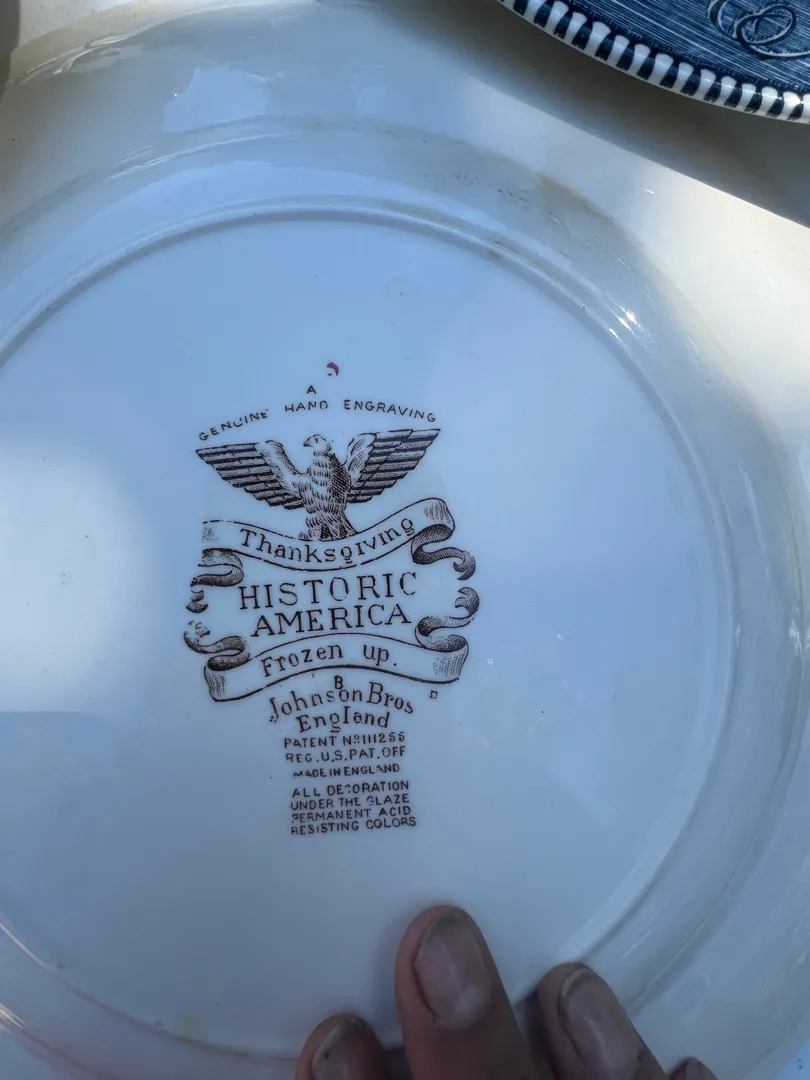 A
GENUINE HAND ENGRAVING
Thanksgiving
HISTORIC
AMERICA
Frozen up.
B
Johnson Bros
England
PATENT Nº111255
REG.U.S.PAT.OFF
MADE IN ENGLAND
ALL DECORATION
UNDER THE GLAZE
PERMANENT ACID
RESISTING COLORS